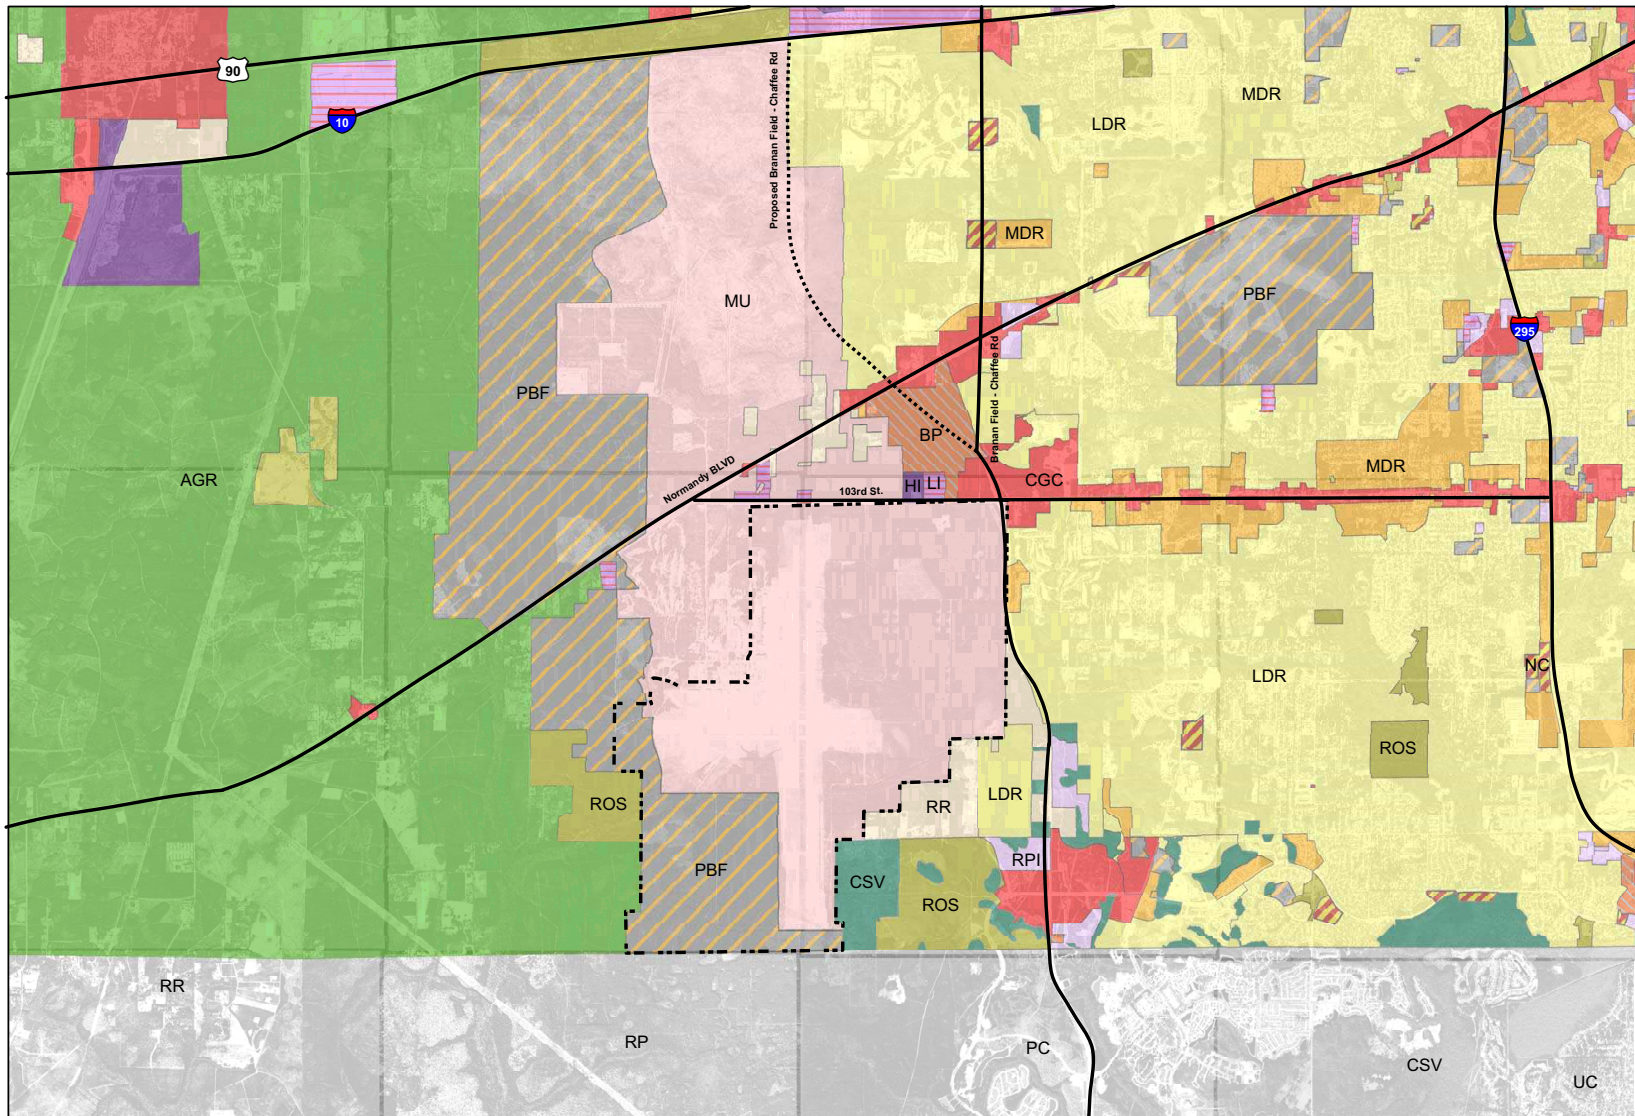 90
10
MDR
LDR
Proposed Branan Field - Chaffee Rd
MDR
MU
PBF
295
Branan Field - Chaffee Rd
PBF
BP
AGR
Normandy BLVD
MDR
CGC
HI
LI
103rd St.
NC
LDR
ROS
ROS
RR
LDR
PBF
RPI
CSV
ROS
RR
RP
PC
CSV
UC